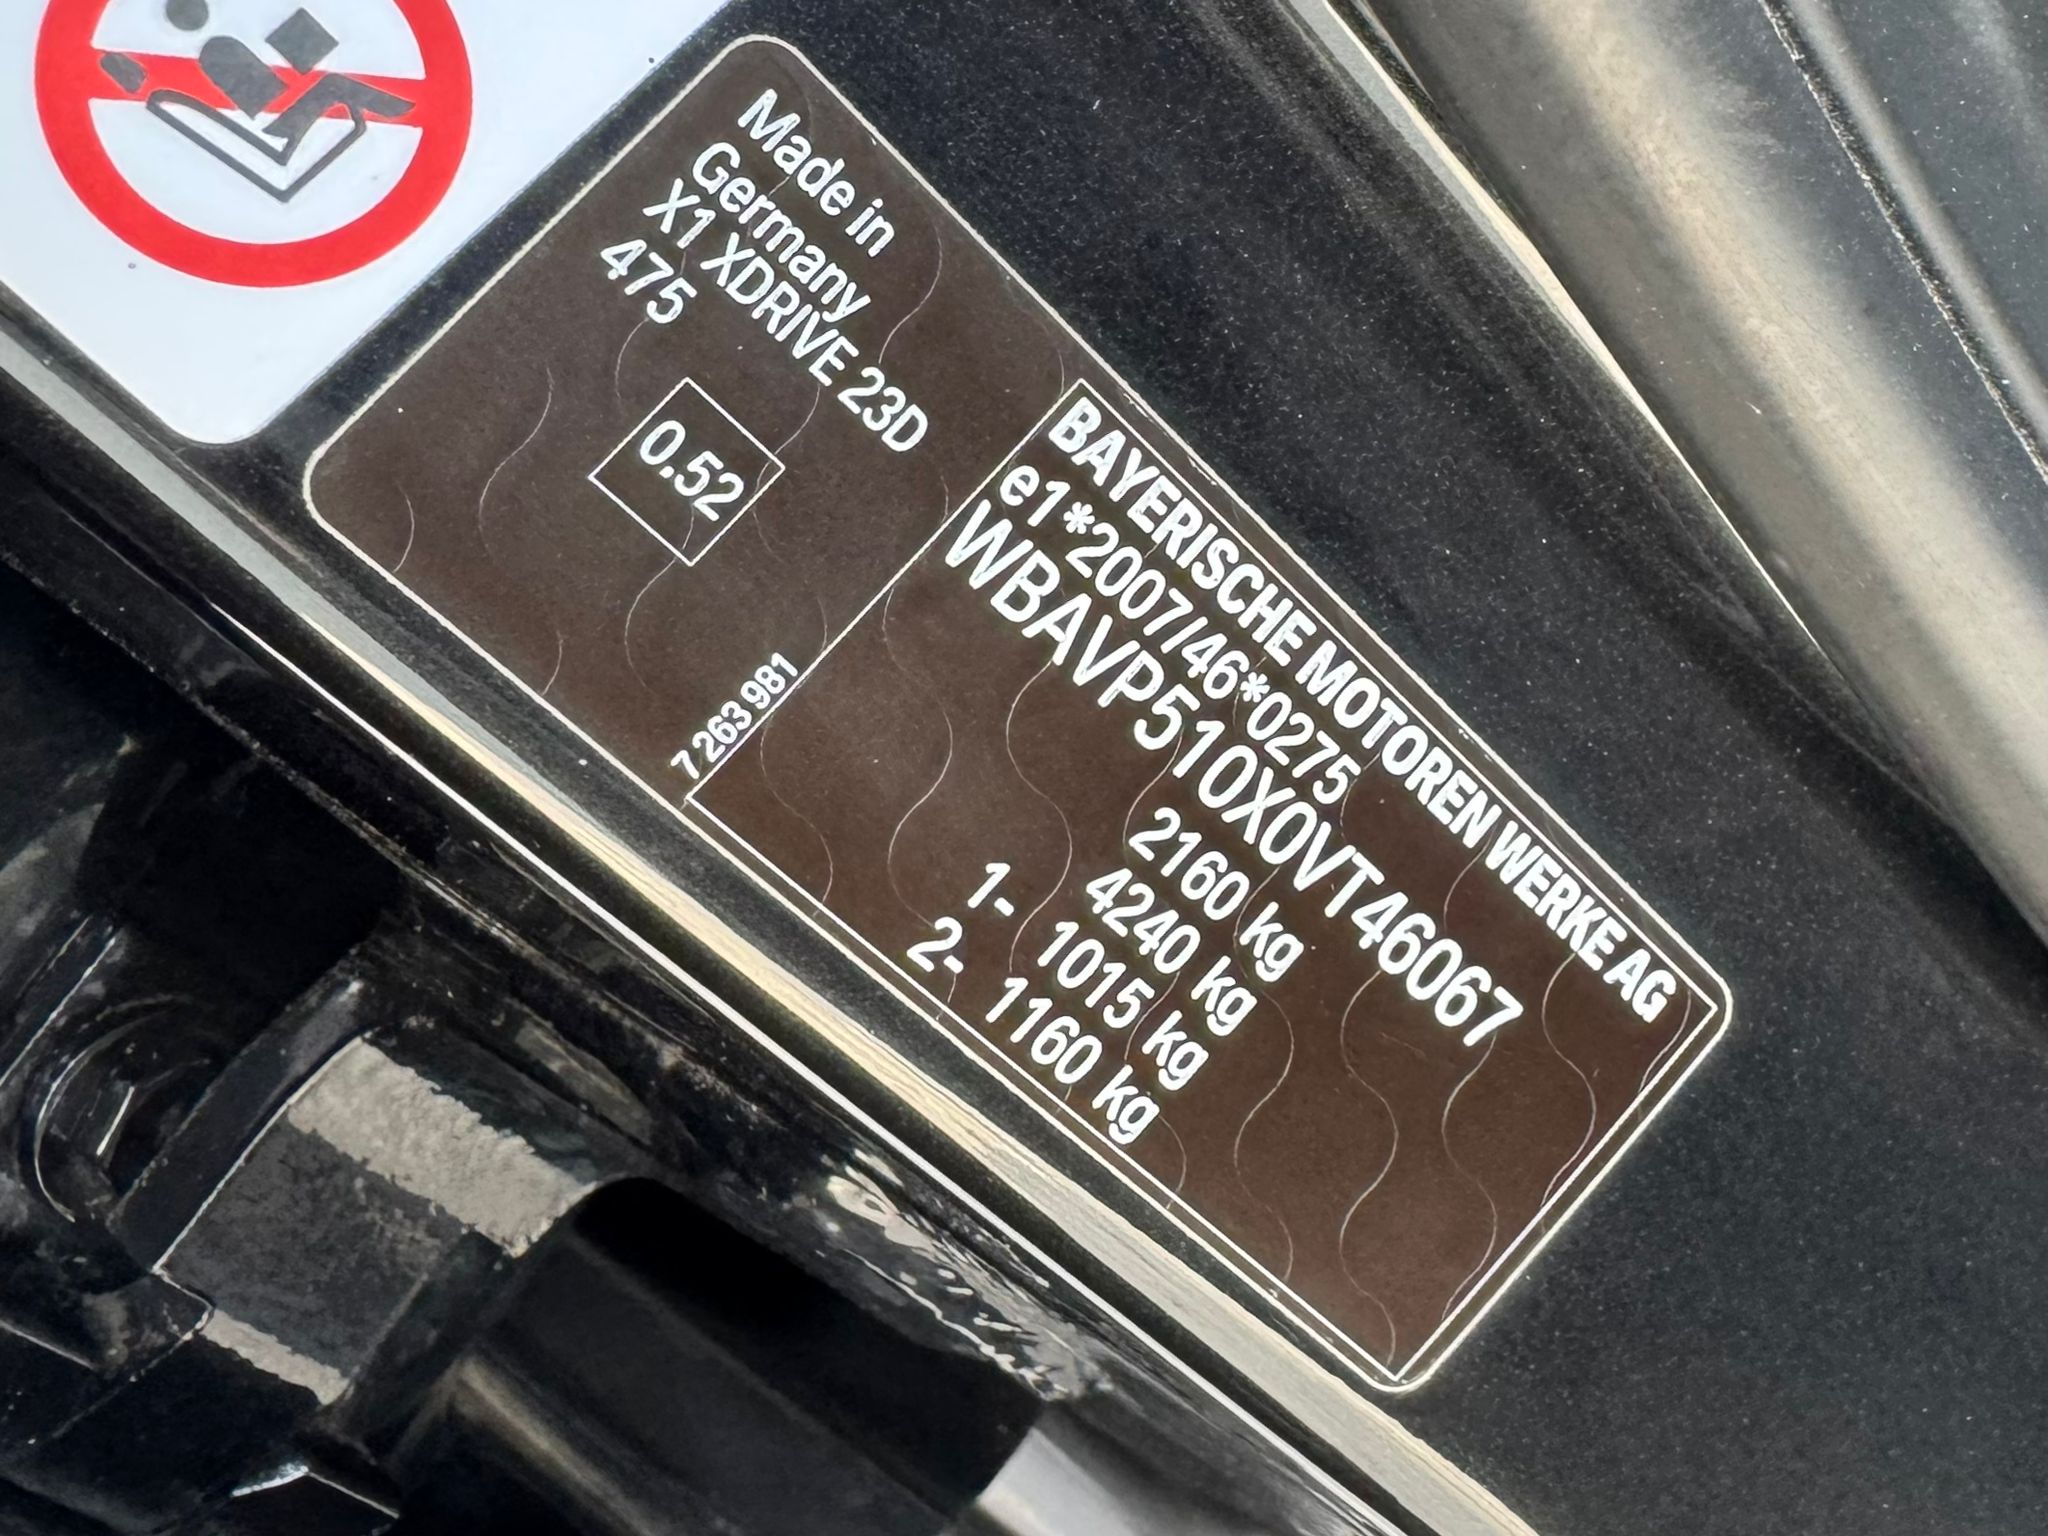 Made in
Germany
X1 XDRIVE 23D
475
0.52
7 263 981
BAYERISCHE MOTOREN WERKE AG
e1*2007/46*0275
WBAVP510X0VT46067
2160 kg
4240 kg
1- 1015 kg
2- 1160 kg